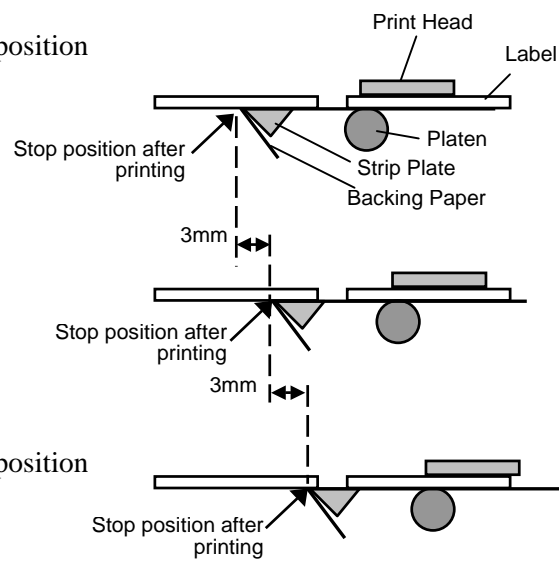 Print Head
position
Label
Platen
Stop position after
printing
Strip Plate
Backing Paper
3mm
Stop position after
printing
3mm
position
Stop position after
printing